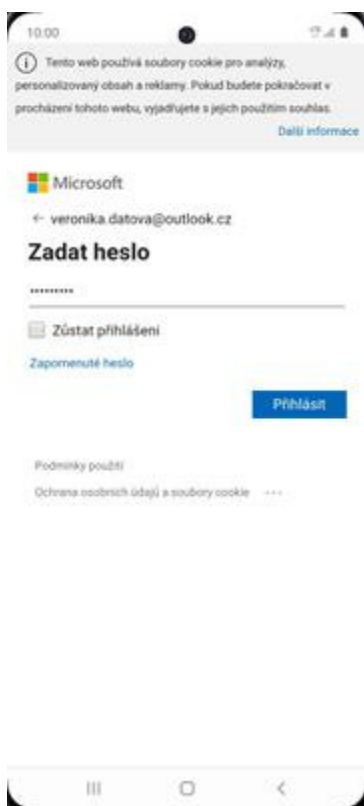 10:00
Tento web používá soubory cookie pro analýzy,
personalizovaný obsah a reklamy. Pokud budete pokračovat v
procházení tohoto webu, vyjadřujete s jejich použitím souhlas.
Další informace
Microsoft
← veronika.datova@outlook.cz
Zadat heslo
•••••••••
Zůstat přihlášeni
Zapomenuté heslo
Přihlásit
Podmínky použití
Ochrana osobních údajů a soubory cookie ...